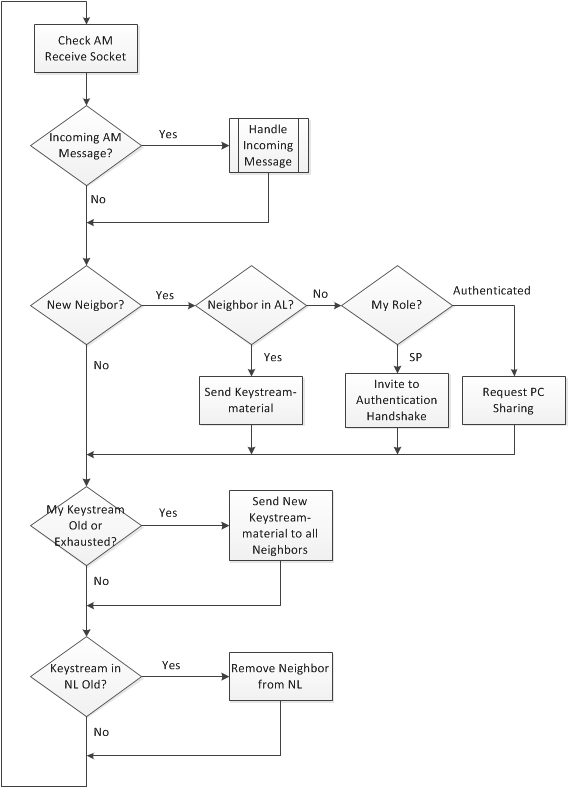 Check AM
Receive Socket
Incoming AM
Message?
Yes
Handle
Incoming
Message
No
New Neigbor?
Yes
Neighbor in AL?
No
My Role?
Authenticated
No
Yes
SP
Send Keystream-
material
Invite to
Authentication
Handshake
Request PC
Sharing
My Keystream
Old or
Exhausted?
Yes
Send New
Keystream-
material to all
Neighbors
No
Keystream in
NL Old?
Yes
Remove Neighbor
from NL
No